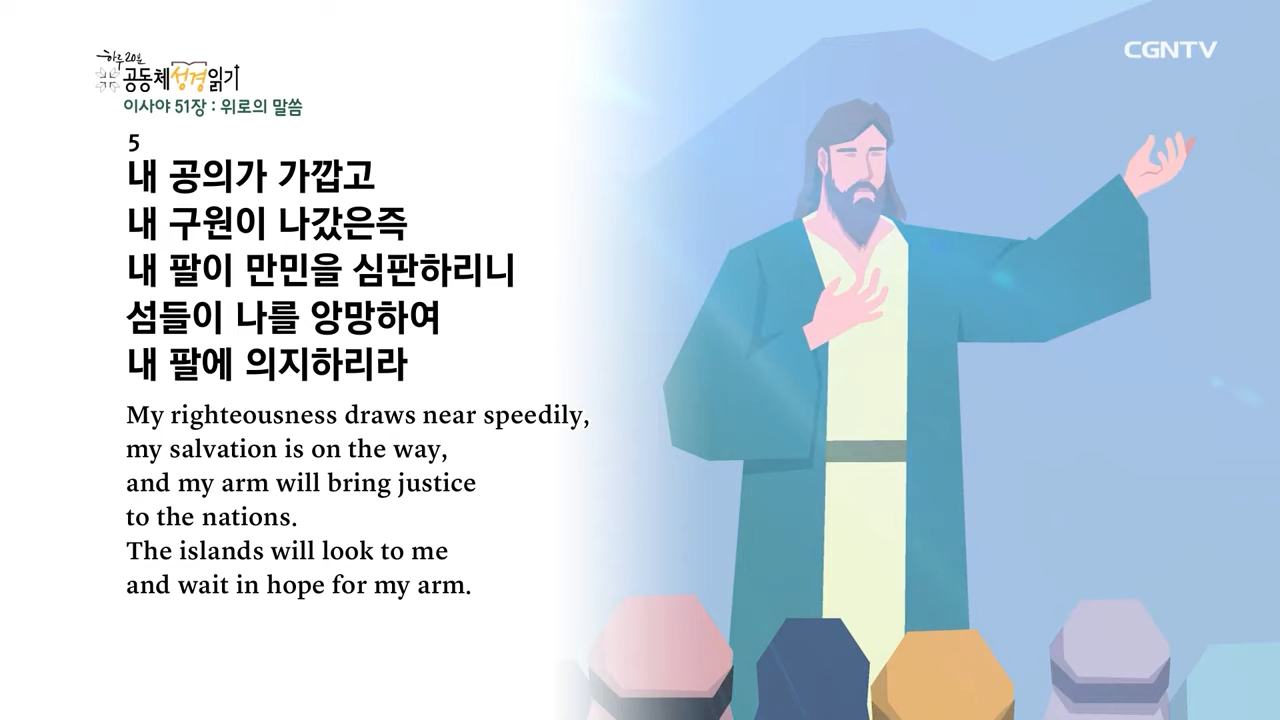 하루 20분
공동체성경읽기
CGNTV
이사야 51장 : 위로의 말씀
5
내 공의가 가깝고
내 구원이 나갔은즉
내 팔이 만민을 심판하리니
섬들이 나를 앙망하여
내 팔에 의지하리라
My righteousness draws near speedily,
my salvation is on the way,
and my arm will bring justice
to the nations.
The islands will look to me
and wait in hope for my arm.